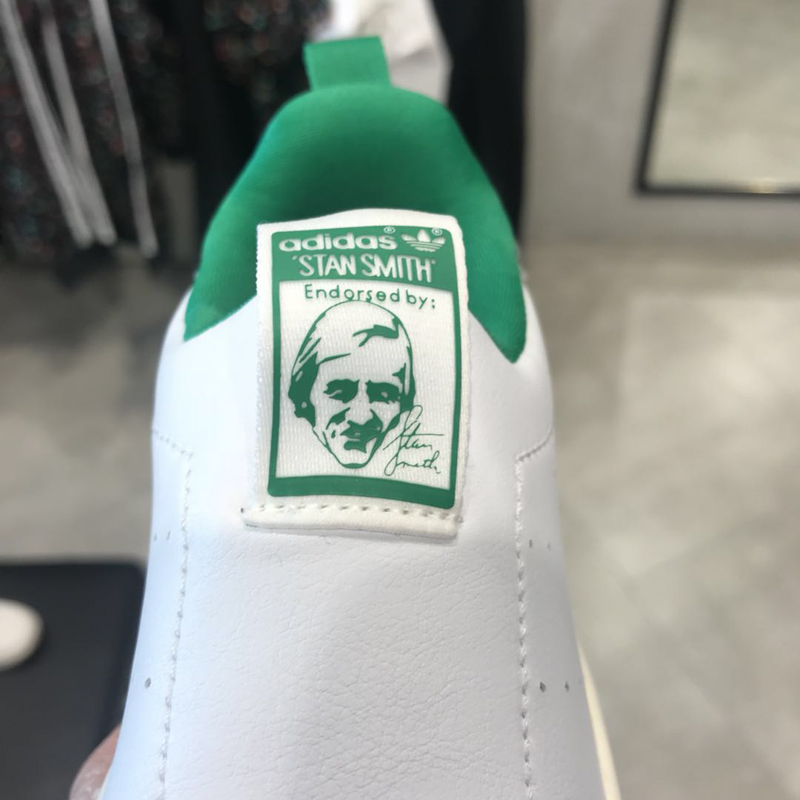 adidas®®
"STAN SMITH"
Endorsed by:
Stan
Smith